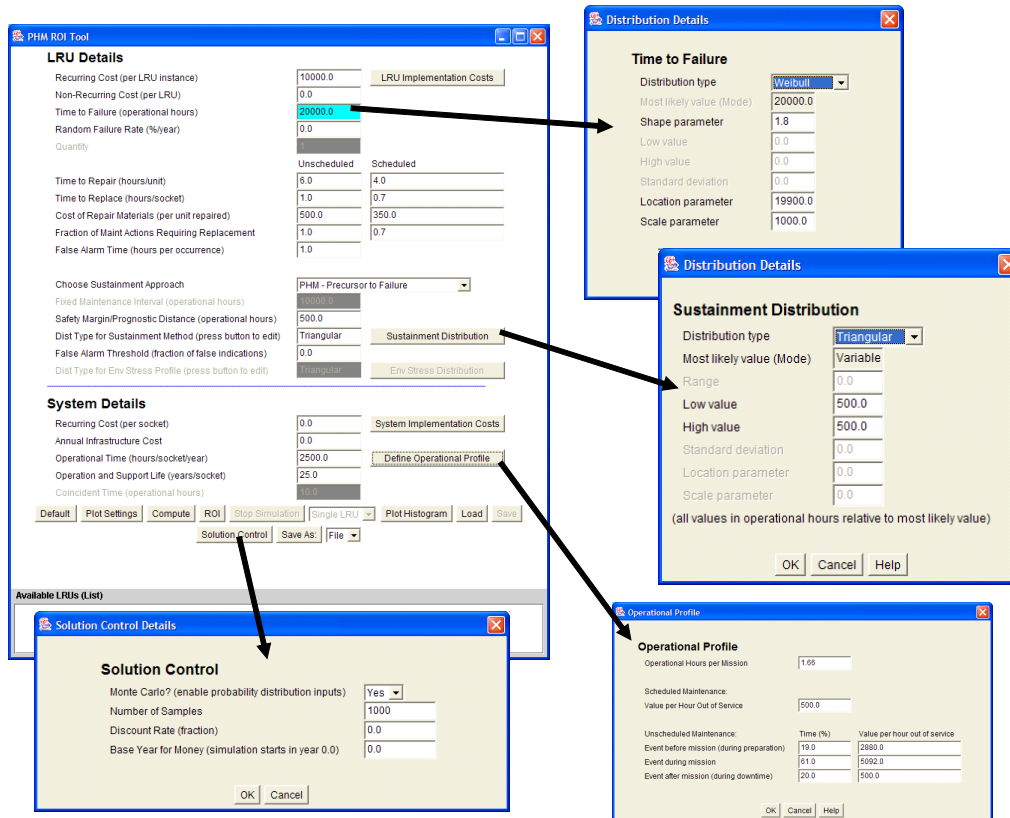 PHM ROI Tool
LRU Details
Recurring Cost (per LRU instance) 10000.0 LRU Implementation Costs
Non-Recurring Cost (per LRU) 0.0
Time to Failure (operational hours) 20000.0
Random Failure Rate (%/year) 0.0
Quantity 1
Unscheduled Scheduled
Time to Repair (hours/unit) 6.0 4.0
Time to Replace (hours/socket) 1.0 0.7
Cost of Repair Materials (per unit repaired) 500.0 350.0
Fraction of Maint Actions Requiring Replacement 1.0 0.7
False Alarm Time (hours per occurrence) 1.0
Choose Sustainment Approach PHM - Precursor to Failure
Fixed Maintenance Interval (operational hours) 10000.0
Safety Margin/Prognostic Distance (operational hours) 500.0
Dist Type for Sustainment Method (press button to edit) Triangular Sustainment Distribution
False Alarm Threshold (fraction of false indications) 0.0
Dist Type for Env Stress Profile (press button to edit) Triangular Env Stress Distribution
System Details
Recurring Cost (per socket) 0.0 System Implementation Costs
Annual Infrastructure Cost 0.0
Operational Time (hours/socket/year) 2500.0 Define Operational Profile
Operation and Support Life (years/socket) 25.0
Coincident Time (operational hours) 10.0
Default Plot Settings Compute ROI Stop Simulation Single LRU Plot Histogram Load Save
Solution Control Save As: File
Available LRUs (List)
Distribution Details
Time to Failure
Distribution type Weibull
Most likely value (Mode) 20000.0
Shape parameter 1.8
Low value 0.0
High value 0.0
Standard deviation 0.0
Location parameter 19900.0
Scale parameter 1000.0
Distribution Details
Sustainment Distribution
Distribution type Triangular
Most likely value (Mode) Variable
Range 0.0
Low value 500.0
High value 500.0
Standard deviation 0.0
Location parameter 0.0
Scale parameter 0.0
(all values in operational hours relative to most likely value)
OK Cancel Help
Solution Control Details
Solution Control
Monte Carlo? (enable probability distribution inputs) Yes
Number of Samples 1000
Discount Rate (fraction) 0.0
Base Year for Money (simulation starts in year 0.0) 0.0
OK Cancel
Operational Profile
Operational Profile
Operational Hours per Mission 1.66
Scheduled Maintenance:
Value per Hour Out of Service 500.0
Unscheduled Maintenance: Time (%) Value per hour out of service
Event before mission (during preparation) 19.0 2880.0
Event during mission 61.0 5092.0
Event after mission (during downtime) 20.0 500.0
OK Cancel Help